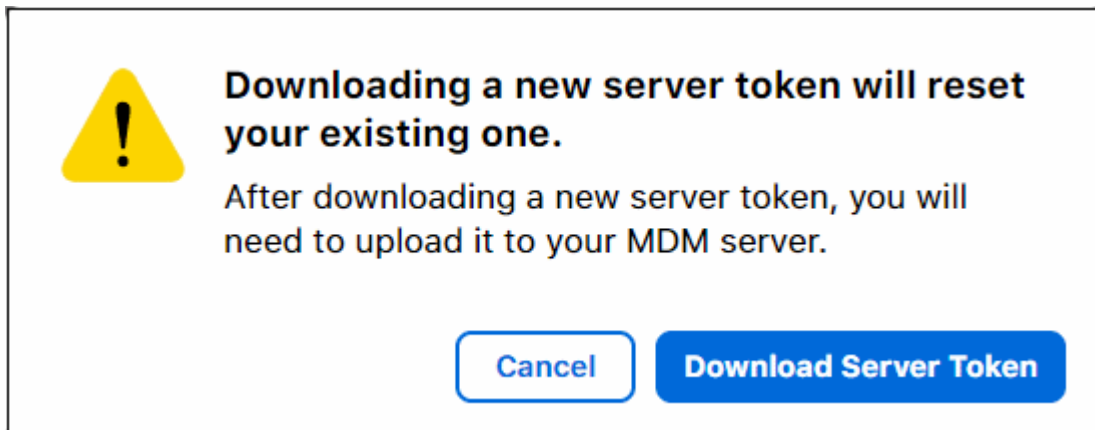 Downloading a new server token will reset
your existing one.
After downloading a new server token, you will
need to upload it to your MDM server.
Cancel
Download Server Token